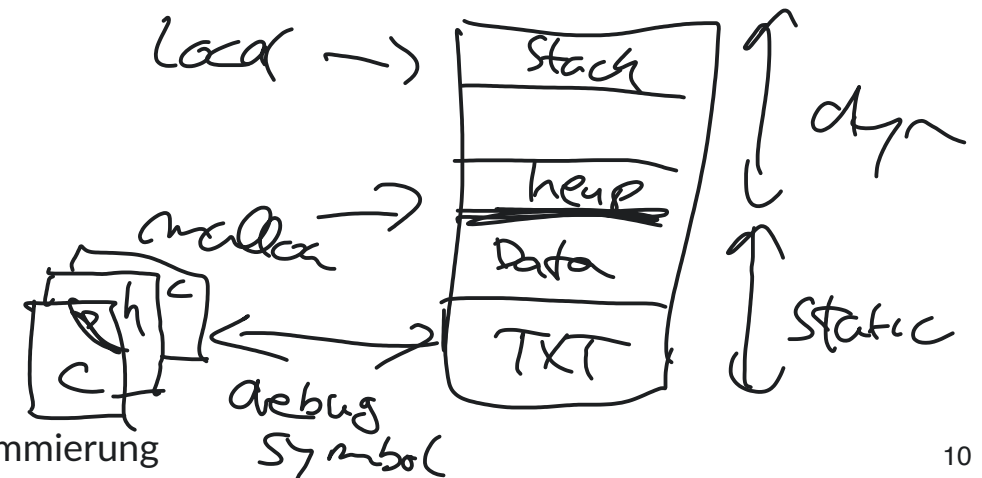 Local
Stack
dyn
heap
malloc
Data
static
C
h
C
TXT
debug
symbol
mmierung
10